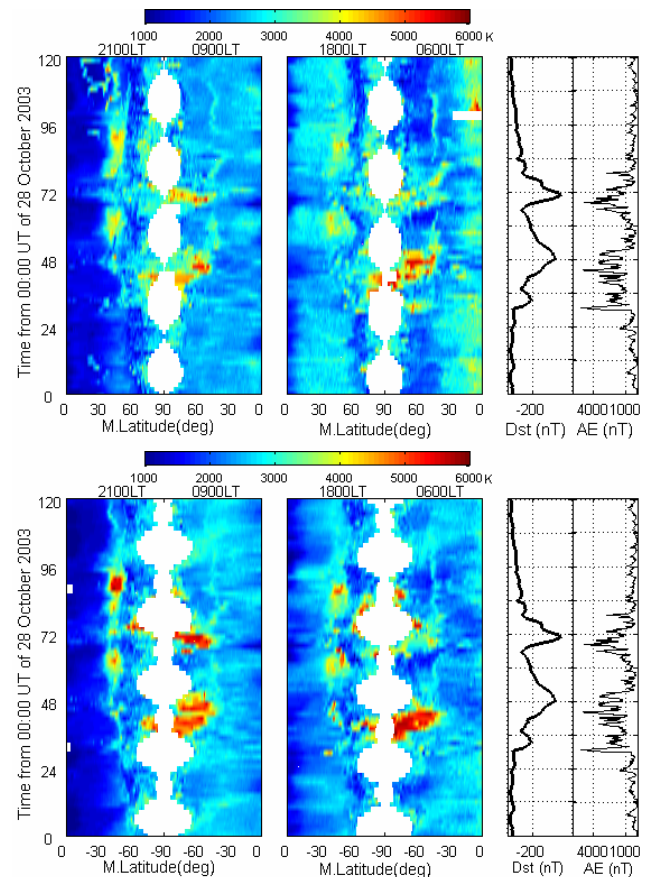 1000 2000 3000 4000 5000 6000 K
2100LT 0900LT 1800LT 0600LT
Time from 00:00 UT of 28 October 2003
120
96
72
48
24
0
0 30 60 90 60 30 0
M.Latitude(deg)
0 30 60 90 60 30 0
M.Latitude(deg)
-200
Dst (nT)
4000 1000
AE (nT)
1000 2000 3000 4000 5000 6000 K
2100LT 0900LT 1800LT 0600LT
Time from 00:00 UT of 28 October 2003
120
96
72
48
24
0
0 -30 -60 -90 -60 -30 0
M.Latitude(deg)
0 -30 -60 -90 -60 -30 0
M.Latitude(deg)
-200
Dst (nT)
4000 1000
AE (nT)